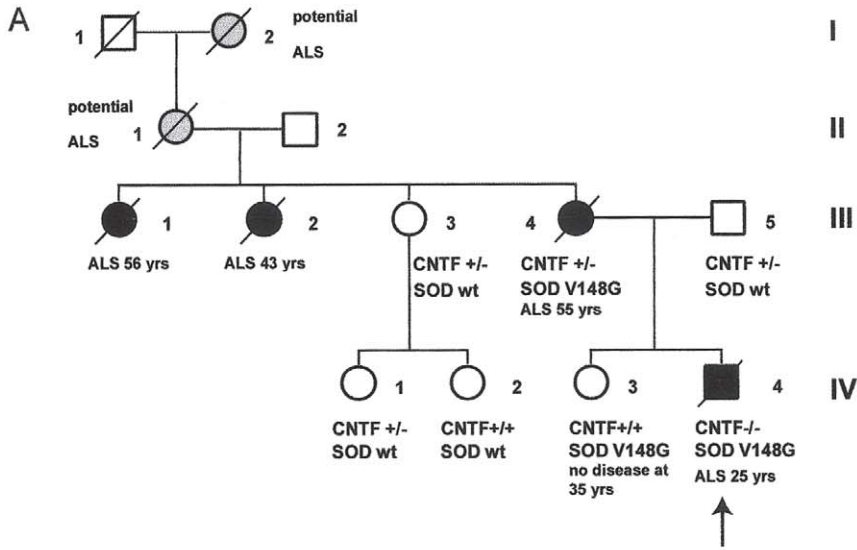 A
1
2
potential
ALS
I
potential
ALS
1
2
II
1
2
3
4
5
III
ALS 56 yrs
ALS 43 yrs
CNTF +/-
SOD wt
CNTF +/-
SOD V148G
ALS 55 yrs
CNTF +/-
SOD wt
1
2
3
4
IV
CNTF +/-
SOD wt
CNTF+/+
SOD wt
CNTF+/+
SOD V148G
no disease at
35 yrs
CNTF-/-
SOD V148G
ALS 25 yrs